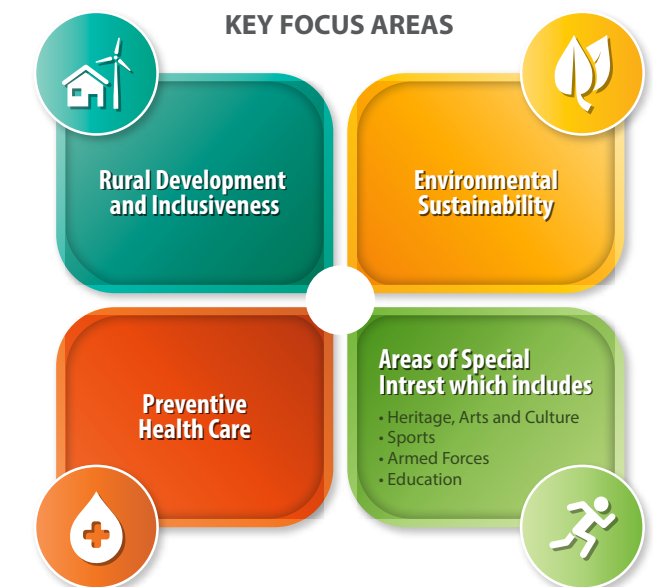 KEY FOCUS AREAS
Rural Development
and Inclusiveness
Environmental
Sustainability
Preventive
Health Care
Areas of Special
Intrest which includes
• Heritage, Arts and Culture
• Sports
• Armed Forces
• Education